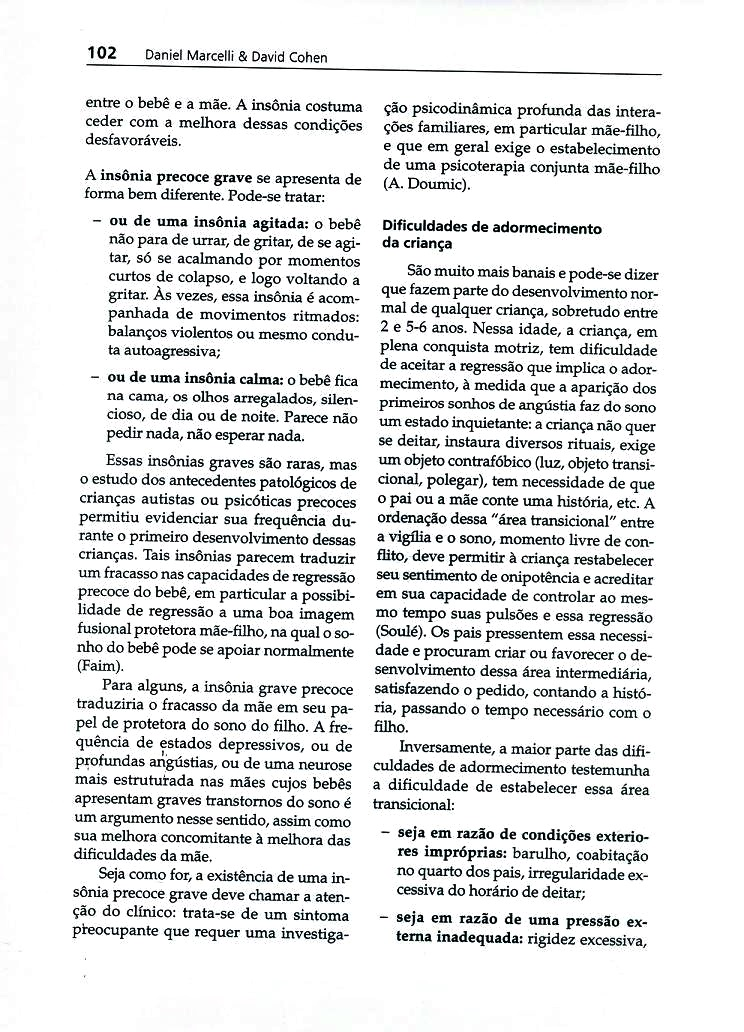 102 Daniel Marcelli & David Cohen
entre o bebê e a mãe. A insônia costuma
ceder com a melhora dessas condições
desfavoráveis.
A insônia precoce grave se apresenta de
forma bem diferente. Pode-se tratar:
– ou de uma insônia agitada: o bebê
não para de urrar, de gritar, de se agi-
tar, só se acalmando por momentos
curtos de colapso, e logo voltando a
gritar. Às vezes, essa insônia é acom-
panhada de movimentos ritmados:
balanços violentos ou mesmo condu-
ta autoagressiva;
– ou de uma insônia calma: o bebê fica
na cama, os olhos arregalados, silen-
cioso, de dia ou de noite. Parece não
pedir nada, não esperar nada.
Essas insônias graves são raras, mas
o estudo dos antecedentes patológicos de
crianças autistas ou psicóticas precoces
permitiu evidenciar sua frequência du-
rante o primeiro desenvolvimento dessas
crianças. Tais insônias parecem traduzir
um fracasso nas capacidades de regressão
precoce do bebê, em particular a possibi-
lidade de regressão a uma boa imagem
fusional protetora mãe-filho, na qual o so-
nho do bebê pode se apoiar normalmente
(Faim).
Para alguns, a insônia grave precoce
traduziria o fracasso da mãe em seu pa-
pel de protetora do sono do filho. A fre-
quência de estados depressivos, ou de
profundas angústias, ou de uma neurose
mais estruturada nas mães cujos bebês
apresentam graves transtornos do sono é
um argumento nesse sentido, assim como
sua melhora concomitante à melhora das
dificuldades da mãe.
Seja como for, a existência de uma in-
sônia precoce grave deve chamar a aten-
ção do clínico: trata-se de um sintoma
preocupante que requer uma investiga-
ção psicodinâmica profunda das intera-
ções familiares, em particular mãe-filho,
e que em geral exige o estabelecimento
de uma psicoterapia conjunta mãe-filho
(A. Doumic).
Dificuldades de adormecimento
da criança
São muito mais banais e pode-se dizer
que fazem parte do desenvolvimento nor-
mal de qualquer criança, sobretudo entre
2 e 5-6 anos. Nessa idade, a criança, em
plena conquista motriz, tem dificuldade
de aceitar a regressão que implica o ador-
mecimento, à medida que a aparição dos
primeiros sonhos de angústia faz do sono
um estado inquietante: a criança não quer
se deitar, instaura diversos rituais, exige
um objeto contrafóbico (luz, objeto transi-
cional, polegar), tem necessidade de que
o pai ou a mãe conte uma história, etc. A
ordenação dessa "área transicional" entre
a vigília e o sono, momento livre de con-
flito, deve permitir à criança restabelecer
seu sentimento de onipotência e acreditar
em sua capacidade de controlar ao mes-
mo tempo suas pulsões e essa regressão
(Soulé). Os pais pressentem essa necessi-
dade e procuram criar ou favorecer o de-
senvolvimento dessa área intermediária,
satisfazendo o pedido, contando a histó-
ria, passando o tempo necessário com o
filho.
Inversamente, a maior parte das difi-
culdades de adormecimento testemunha
a dificuldade de estabelecer essa área
transicional:
– seja em razão de condições exterio-
res impróprias: barulho, coabitação
no quarto dos pais, irregularidade ex-
cessiva do horário de deitar;
– seja em razão de uma pressão ex-
terna inadequada: rigidez excessiva,